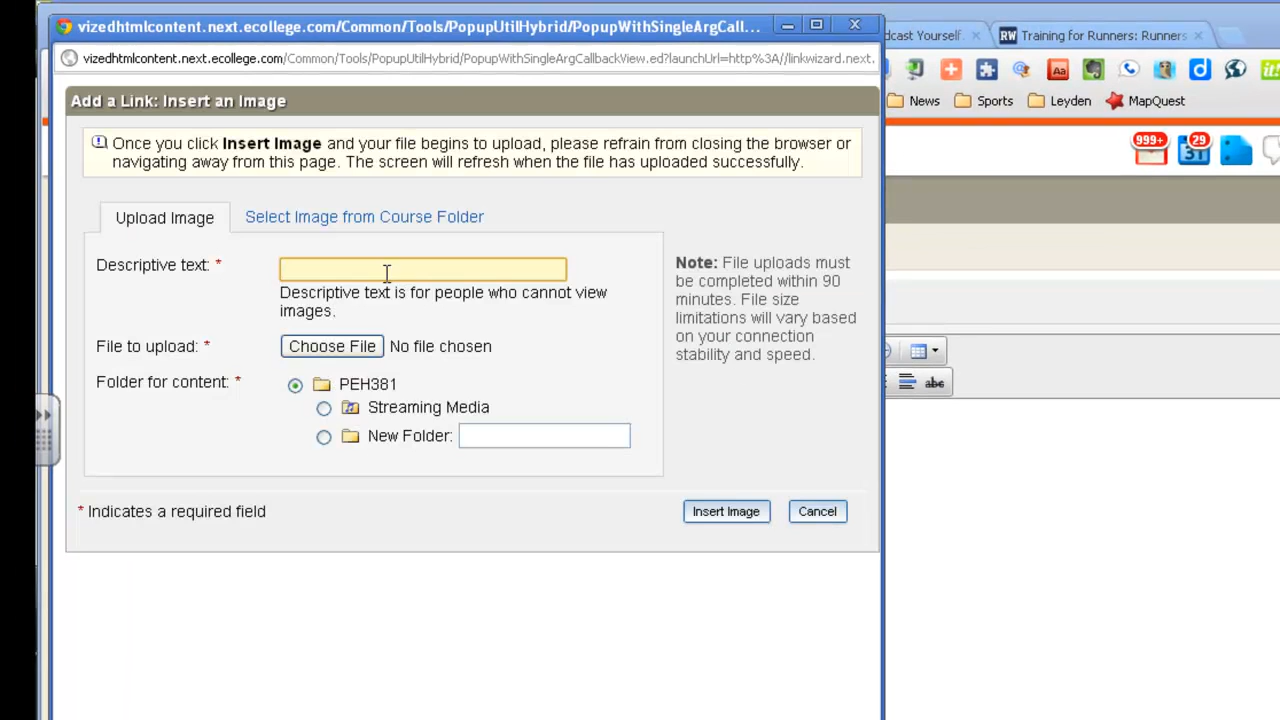 vizedhtmlcontent.next.ecollege.com/Common/Tools/PopupUtilHybrid/PopupWithSingleArgCall...
dcast Yourself.
RW Training for Runners: Runners
vizedhtmlcontent.next.ecollege.com/Common/Tools/PopupUtilHybrid/PopupWithSingleArgCallbackView.ed?launchUrl=http%3A//linkwizard.next.
News Sports Leyden MapQuest
Add a Link: Insert an Image
Once you click Insert Image and your file begins to upload, please refrain from closing the browser or
navigating away from this page. The screen will refresh when the file has uploaded successfully.
999+
29
31
Upload Image
Select Image from Course Folder
Descriptive text: *
Descriptive text is for people who cannot view
images.
File to upload: * Choose File No file chosen
Folder for content: * PEH381
Streaming Media
New Folder:
Note: File uploads must
be completed within 90
minutes. File size
limitations will vary based
on your connection
stability and speed.
abc
* Indicates a required field
Insert Image
Cancel